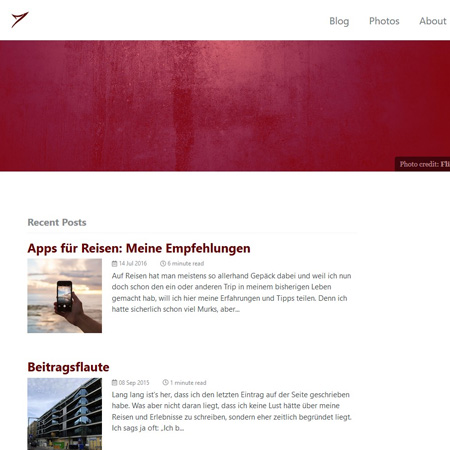 Blog Photos About
Photo credit: Fli
Recent Posts
Apps für Reisen: Meine Empfehlungen
14 Jul 2016 6 minute read
Auf Reisen hat man meistens so allerhand Gepäck dabei und weil ich nun
doch schon den ein oder anderen Trip in meinem bisherigen Leben
gemacht hab, will ich hier meine Erfahrungen und Tipps teilen. Denn ich
hatte sicherlich schon viel Murks, aber...
Beitragsflaute
08 Sep 2015 1 minute read
Lang lang ist's her, dass ich den letzten Eintrag auf der Seite geschrieben
habe. Was aber nicht daran liegt, dass ich keine Lust hätte über meine
Reisen und Erlebnisse zu schreiben, sondern eher zeitlich begründet liegt.
Ich sags ja oft: „Ich b...